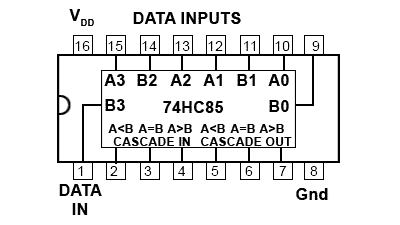 VDD DATA INPUTS
16 15 14 13 12 11 10 9
A3 B2 A2 A1 B1 A0
B3 74HC85 B0
A<B A=B A>B A<B A=B A>B
CASCADE IN CASCADE OUT
1 2 3 4 5 6 7 8
DATA
IN
Gnd